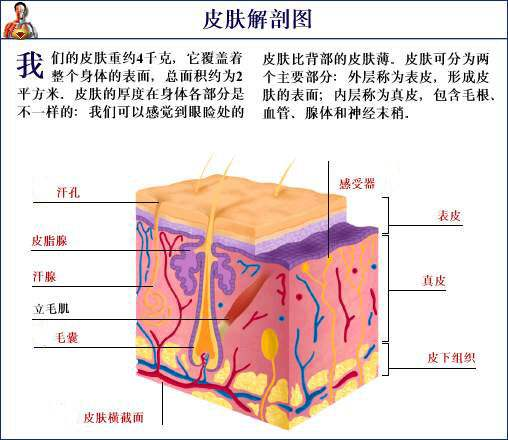 皮肤解剖图
我们的皮肤重约4千克，它覆盖着
整个身体的表面，总面积约为2
平方米．皮肤的厚度在身体各部分是
不一样的：我们可以感觉到眼睑处的
皮肤比背部的皮肤薄．皮肤可分为两
个主要部分：外层称为表皮，形成皮
肤的表面；内层称为真皮，包含毛根、
血管、腺体和神经末稍．
感受器
汗孔
表皮
皮脂腺
汗腺
真皮
立毛肌
毛囊
皮下组织
皮肤横截面